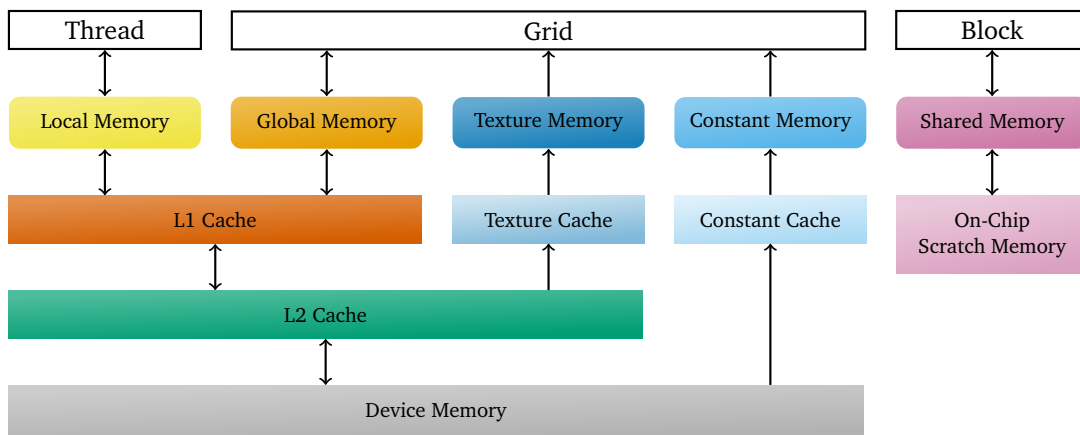 Thread
Grid
Block
Local Memory
Global Memory
Texture Memory
Constant Memory
Shared Memory
L1 Cache
Texture Cache
Constant Cache
On-Chip
Scratch Memory
L2 Cache
Device Memory